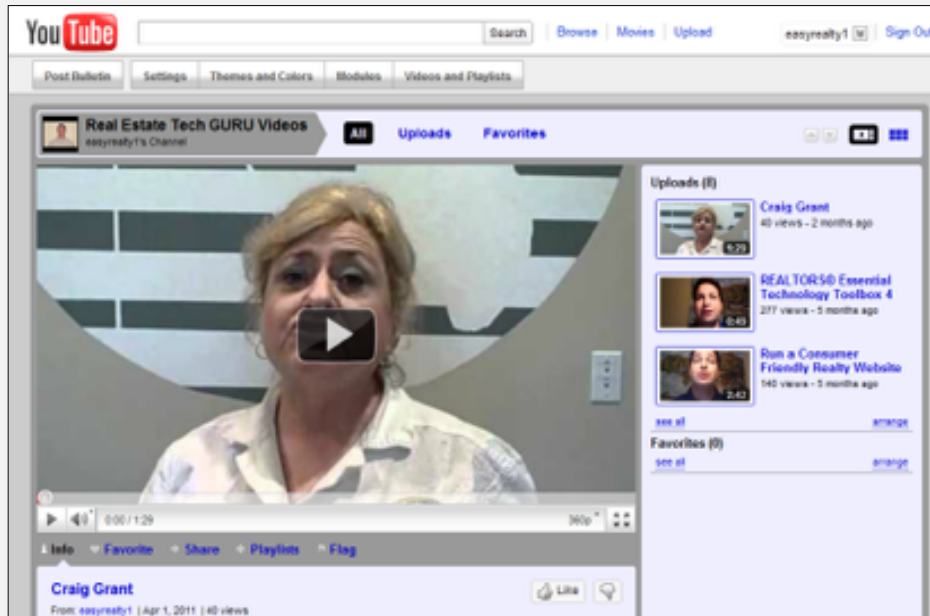 YouTube
Search Browse Movies Upload easyrealty1 Sign Out
Post Bulletin Settings Themes and Colors Modules Videos and Playlists
Real Estate Tech GURU Videos
easyrealty1's Channel
All Uploads Favorites
Uploads (8)
Craig Grant
40 views - 2 months ago
1:29
REALTORS® Essential
Technology Toolbox 4
277 views - 5 months ago
0:49
Run a Consumer
Friendly Realty Website
140 views - 5 months ago
2:42
see all arrange
Favorites (0)
see all arrange
0:00 / 1:29 360p
Info Favorite Share Playlists Flag
Craig Grant
Like
From: easyrealty1 | Apr 1, 2011 | 40 views